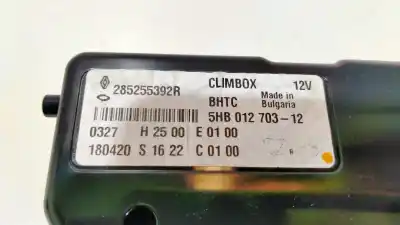 285255392R CLIMBOX 12V
BHTC Made in Bulgaria
5HB 012 703-12
0327 H 25 00 E 01 00
180420 S 16 22 C 01 00